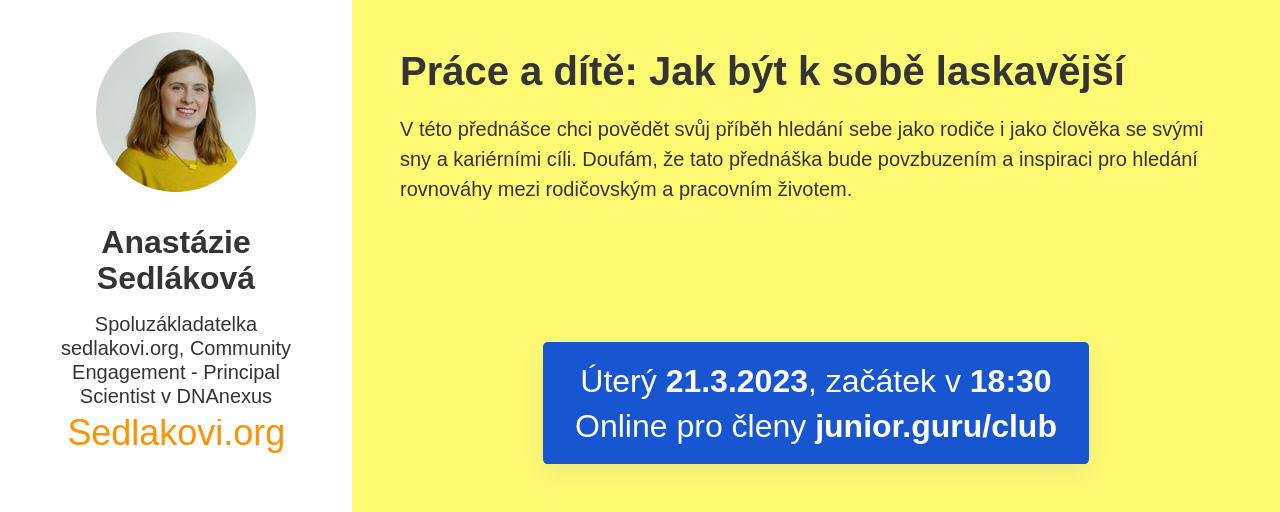 Anastázie
Sedláková
Spoluzákladatelka
sedlakovi.org, Community
Engagement - Principal
Scientist v DNAnexus
Sedlakovi.org
Práce a dítě: Jak být k sobě laskavější
V této přednášce chci povědět svůj příběh hledání sebe jako rodiče i jako člověka se svými
sny a kariérními cíli. Doufám, že tato přednáška bude povzbuzením a inspiraci pro hledání
rovnováhy mezi rodičovským a pracovním životem.
Úterý 21.3.2023, začátek v 18:30
Online pro členy junior.guru/club